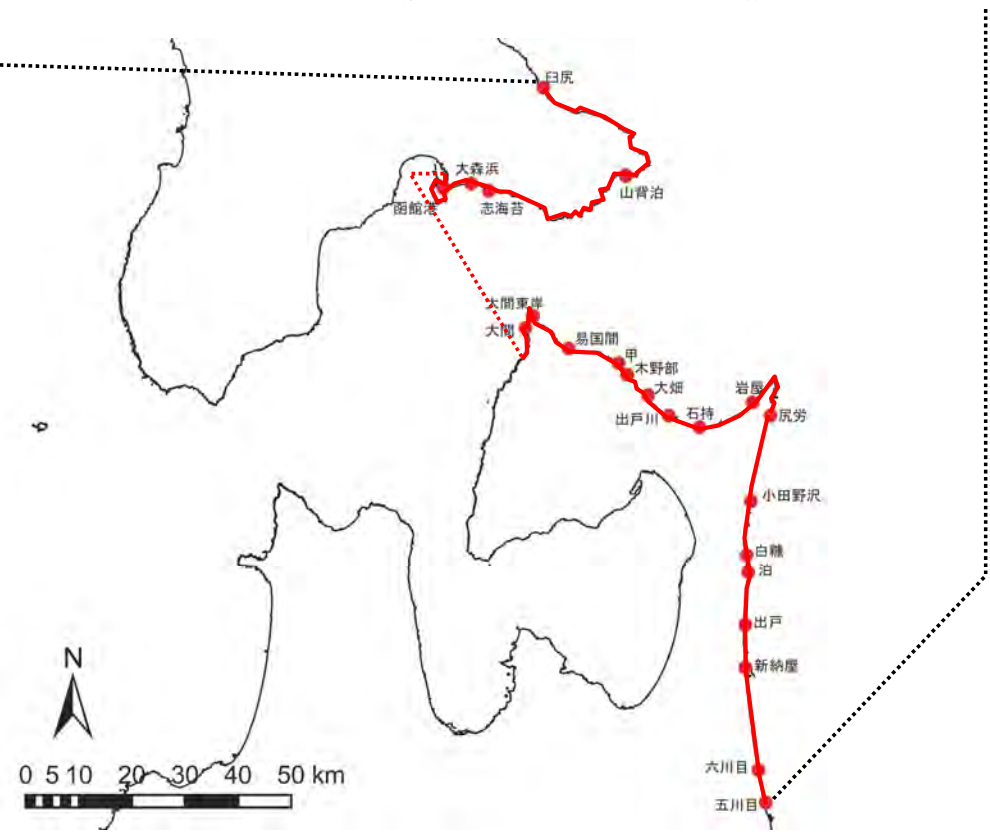 臼尻
大森浜
山背泊
函館港
志海苔
大間東岸
大間
易国間
甲
木野部
大畑
岩屋
出戸川
石持
尻労
小田野沢
白糠
泊
出戸
N
新納屋
六川目
0 5 10 20 30 40 50 km
五川目